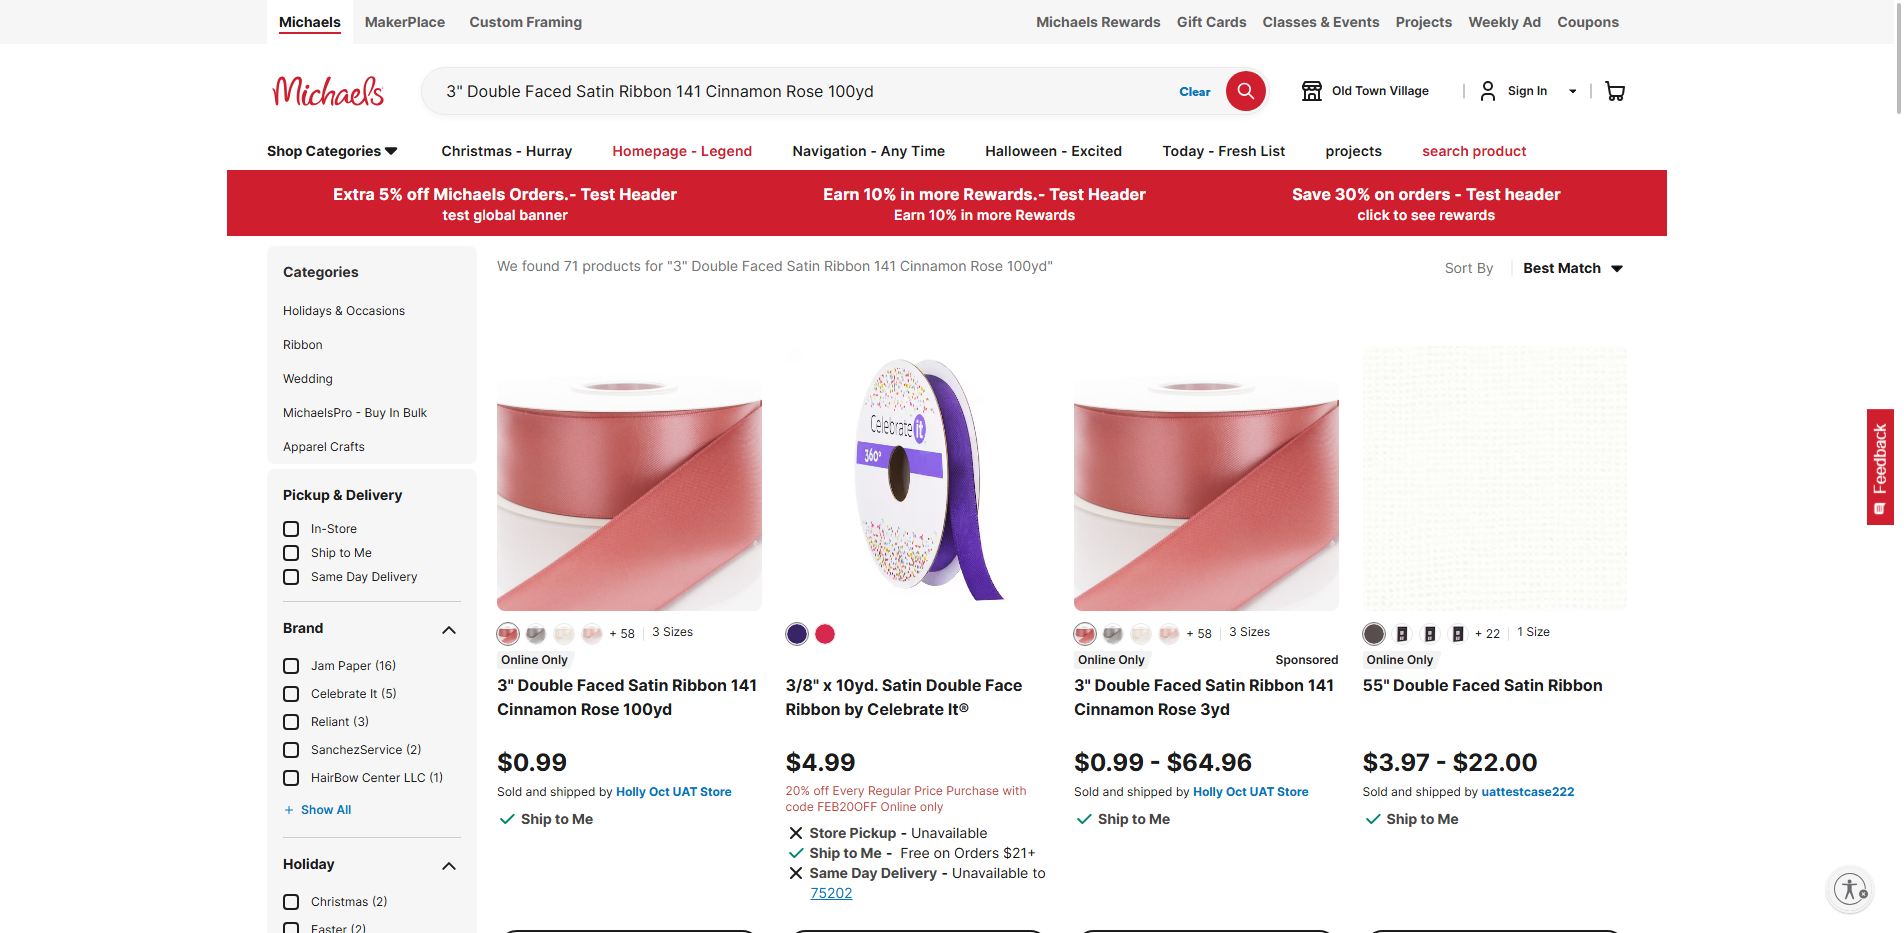 Michaels MakerPlace Custom Framing Michaels Rewards Gift Cards Classes & Events Projects Weekly Ad Coupons
Michaels 3" Double Faced Satin Ribbon 141 Cinnamon Rose 100yd Clear Old Town Village Sign In
Shop Categories Christmas - Hurray Homepage - Legend Navigation - Any Time Halloween - Excited Today - Fresh List projects search product
Extra 5% off Michaels Orders.- Test Header
test global banner
Earn 10% in more Rewards.- Test Header
Earn 10% in more Rewards
Save 30% on orders - Test header
click to see rewards
Categories
Holidays & Occasions
Ribbon
Wedding
MichaelsPro - Buy In Bulk
Apparel Crafts
Pickup & Delivery
In-Store
Ship to Me
Same Day Delivery
Brand
Jam Paper (16)
Celebrate It (5)
Reliant (3)
SanchezService (2)
HairBow Center LLC (1)
+ Show All
Holiday
Christmas (2)
Easter (2)
We found 71 products for "3" Double Faced Satin Ribbon 141 Cinnamon Rose 100yd"
Sort By Best Match
+ 58 3 Sizes
Online Only
3" Double Faced Satin Ribbon 141
Cinnamon Rose 100yd
$0.99
Sold and shipped by Holly Oct UAT Store
Ship to Me
Celebrate it
360°
3/8" x 10yd. Satin Double Face
Ribbon by Celebrate It®
$4.99
20% off Every Regular Price Purchase with
code FEB20OFF Online only
Store Pickup - Unavailable
Ship to Me - Free on Orders $21+
Same Day Delivery - Unavailable to
75202
+ 58 3 Sizes
Online Only Sponsored
3" Double Faced Satin Ribbon 141
Cinnamon Rose 3yd
$0.99 - $64.96
Sold and shipped by Holly Oct UAT Store
Ship to Me
+ 22 1 Size
Online Only
55" Double Faced Satin Ribbon
$3.97 - $22.00
Sold and shipped by uattestcase222
Ship to Me
Feedback